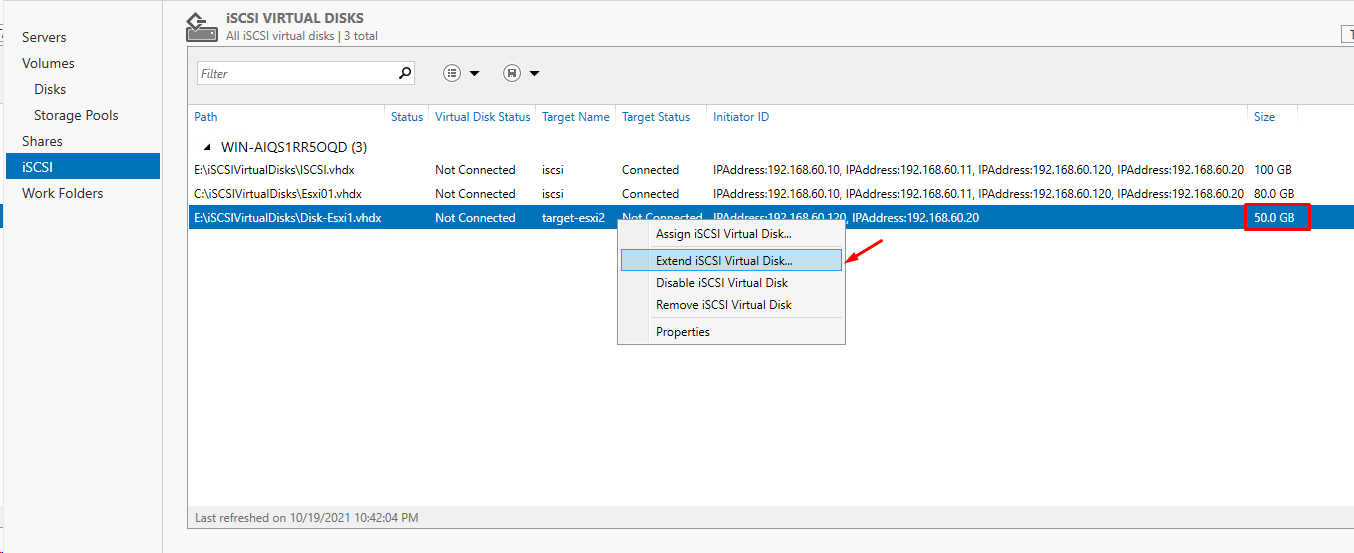 iSCSI VIRTUAL DISKS
All iSCSI virtual disks | 3 total
T
Servers
Volumes
Disks
Storage Pools
Shares
iSCSI
Work Folders
Filter
Path Status Virtual Disk Status Target Name Target Status Initiator ID Size
WIN-AIQS1RR5OQD (3)
E:\iSCSIVirtualDisks\ISCSI.vhdx Not Connected iscsi Connected IPAddress:192.168.60.10, IPAddress:192.168.60.11, IPAddress:192.168.60.120, IPAddress:192.168.60.20 100 GB
C:\iSCSIVirtualDisks\Esxi01.vhdx Not Connected iscsi Connected IPAddress:192.168.60.10, IPAddress:192.168.60.11, IPAddress:192.168.60.120, IPAddress:192.168.60.20 80.0 GB
E:\iSCSIVirtualDisks\Disk-Esxi1.vhdx Not Connected target-esxi2 Not Connected IPAddress:192.168.60.120, IPAddress:192.168.60.20 50.0 GB
Assign iSCSI Virtual Disk...
Extend iSCSI Virtual Disk...
Disable iSCSI Virtual Disk
Remove iSCSI Virtual Disk
Properties
Last refreshed on 10/19/2021 10:42:04 PM